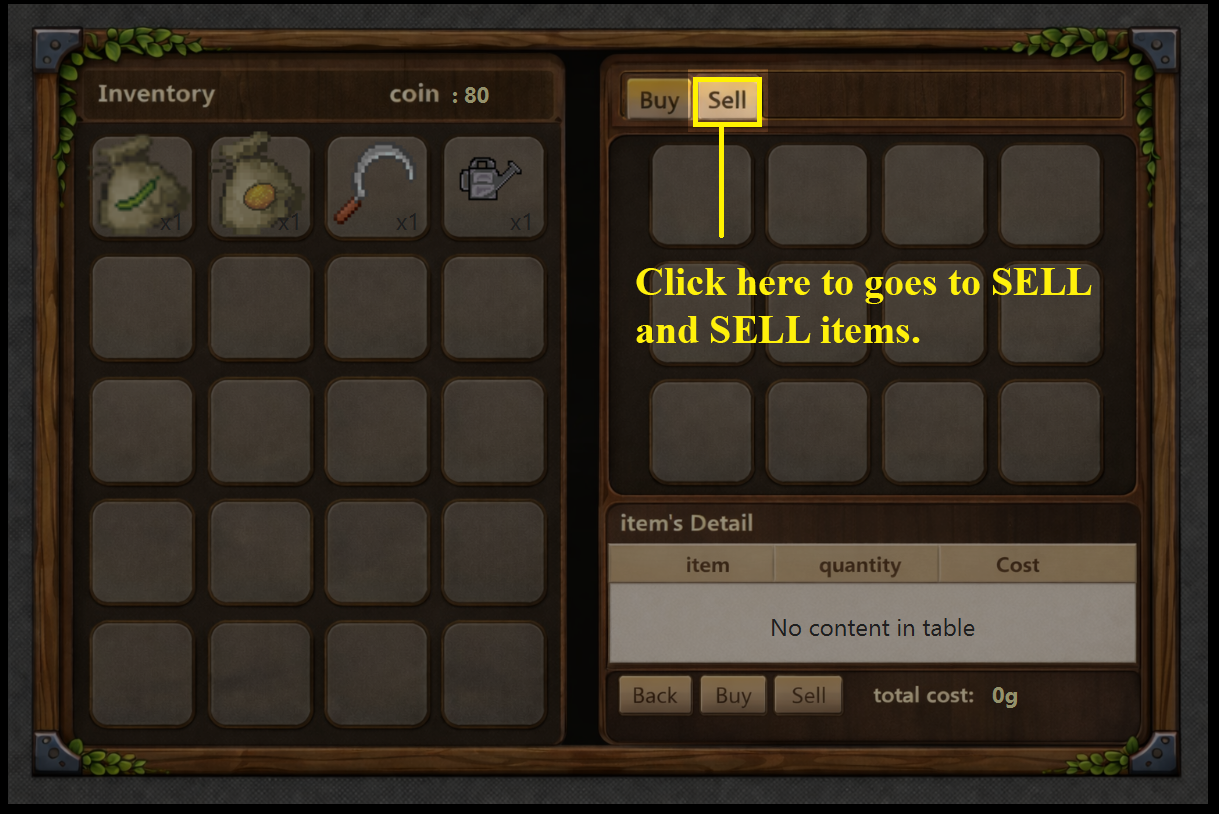 Inventory
coin : 80
x1
x1
x1
x1
Buy
Sell
Click here to goes to SELL
and SELL items.
item's Detail
item quantity Cost
No content in table
Back Buy Sell total cost: 0g